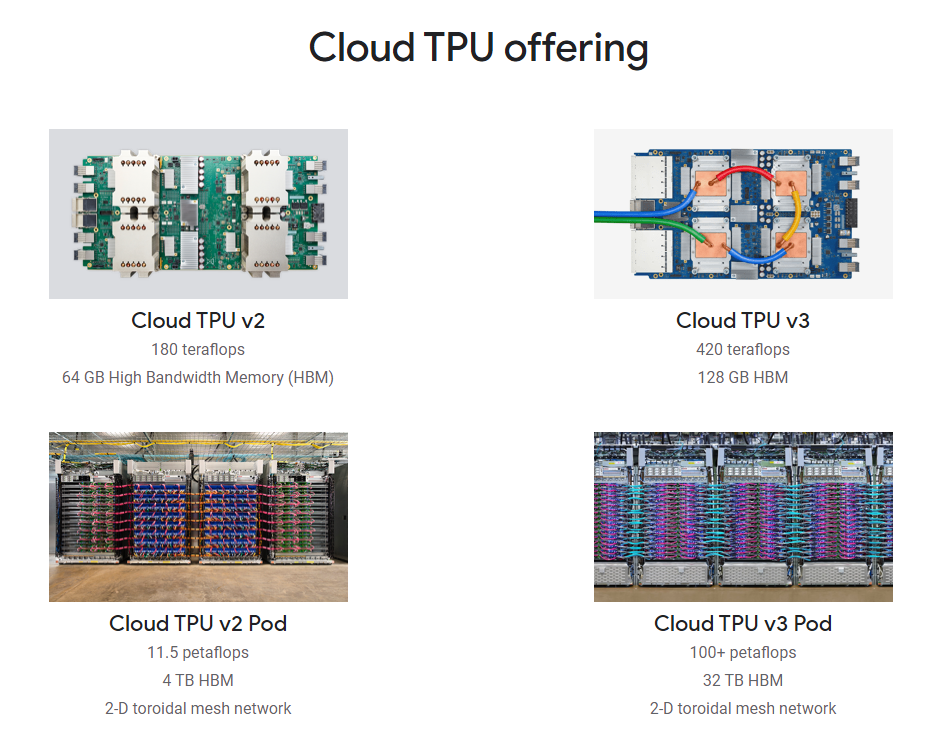 Cloud TPU offering
Cloud TPU v2
180 teraflops
64 GB High Bandwidth Memory (HBM)
Cloud TPU v3
420 teraflops
128 GB HBM
Cloud TPU v2 Pod
11.5 petaflops
4 TB HBM
2-D toroidal mesh network
Cloud TPU v3 Pod
100+ petaflops
32 TB HBM
2-D toroidal mesh network